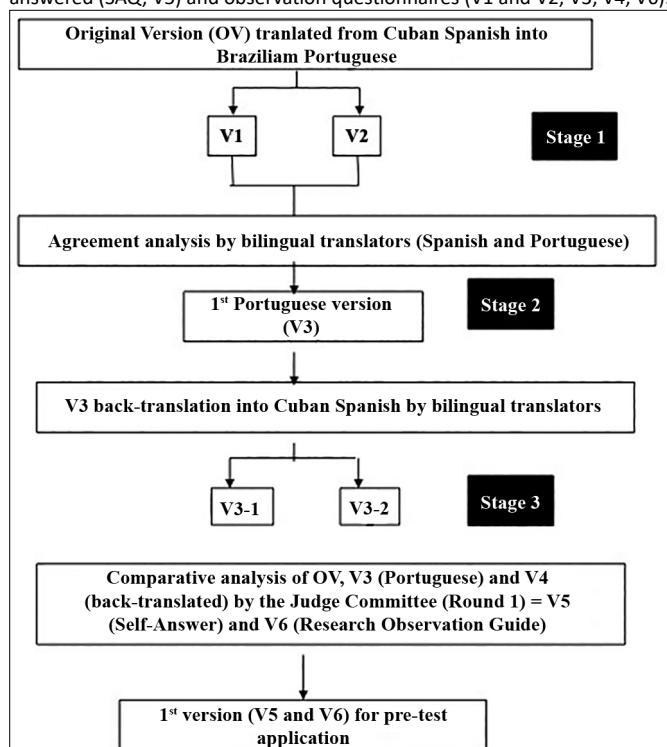 answered (SAQ, V5) and observation questionnaires (V1 and V2, V3, V4, V6).
Original Version (OV) tranlated from Cuban Spanish into
Braziliam Portuguese
V1
V2
Stage 1
Agreement analysis by bilingual translators (Spanish and Portuguese)
1st Portuguese version
(V3)
Stage 2
V3 back-translation into Cuban Spanish by bilingual translators
V3-1
V3-2
Stage 3
Comparative analysis of OV, V3 (Portuguese) and V4
(back-translated) by the Judge Committee (Round 1) = V5
(Self-Answer) and V6 (Research Observation Guide)
1st version (V5 and V6) for pre-test
application